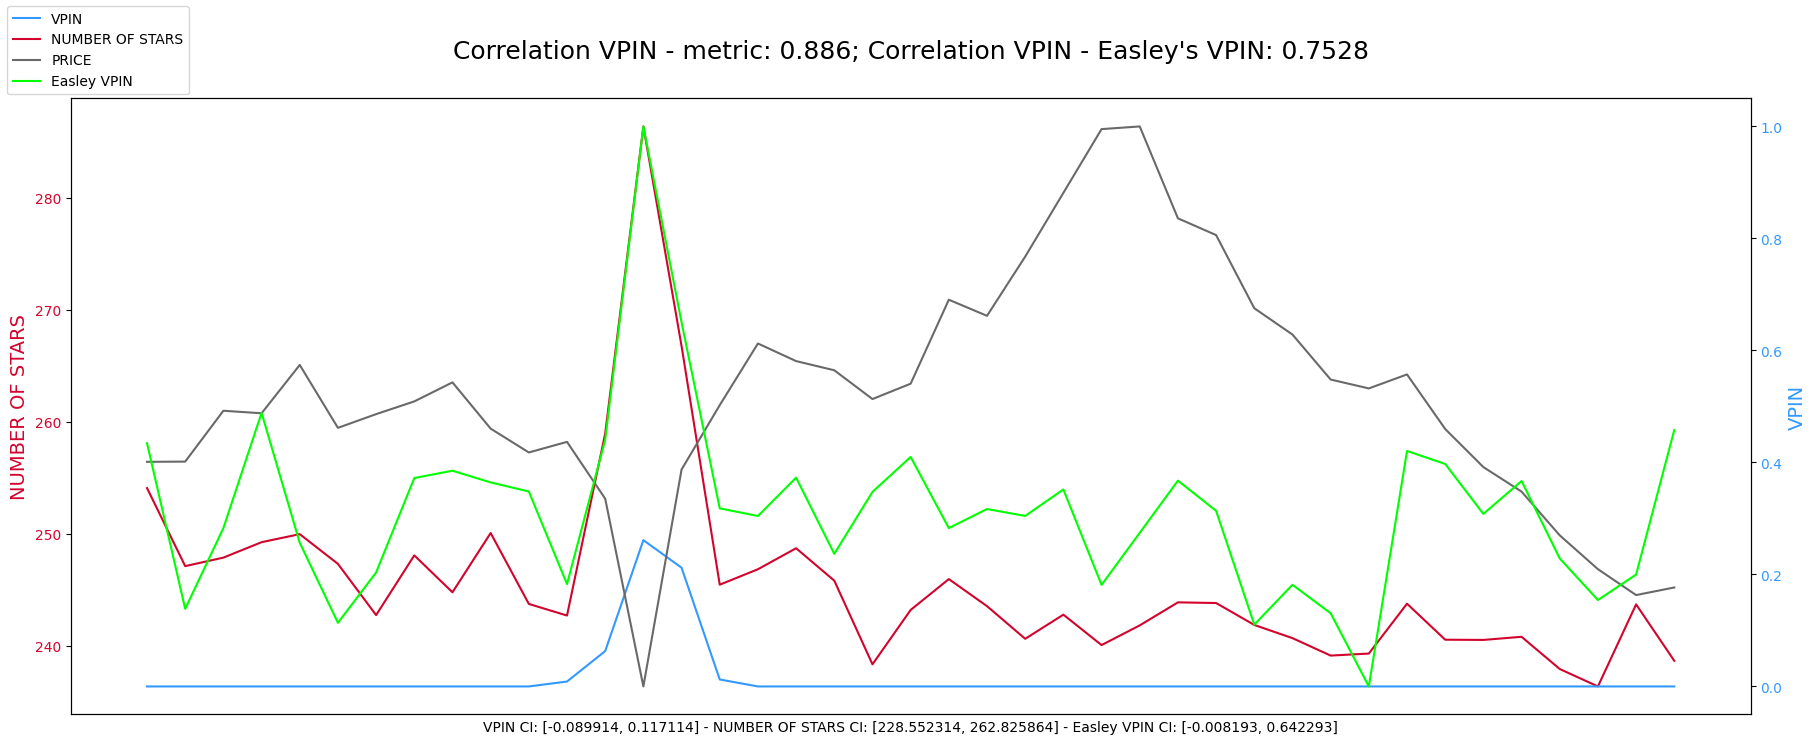 VPIN
NUMBER OF STARS
PRICE
Easley VPIN
Correlation VPIN - metric: 0.886; Correlation VPIN - Easley's VPIN: 0.7528
NUMBER OF STARS
280
270
260
250
240
1.0
0.8
0.6
0.4
0.2
0.0
VPIN
VPIN CI: [-0.089914, 0.117114] - NUMBER OF STARS CI: [228.552314, 262.825864] - Easley VPIN CI: [-0.008193, 0.642293]